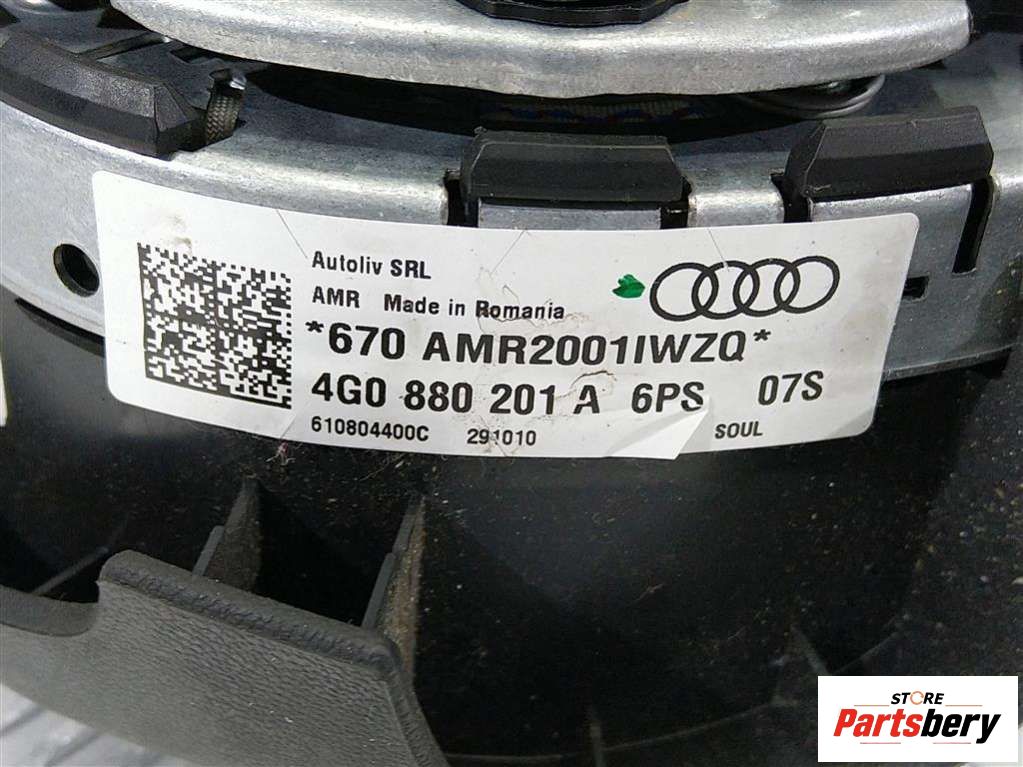 Autoliv SRL
AMR Made in Romania
*670 AMR2001IWZQ*
4G0 880 201 A 6PS 07S
610804400C 291010 SOUL
STORE
Partsbery